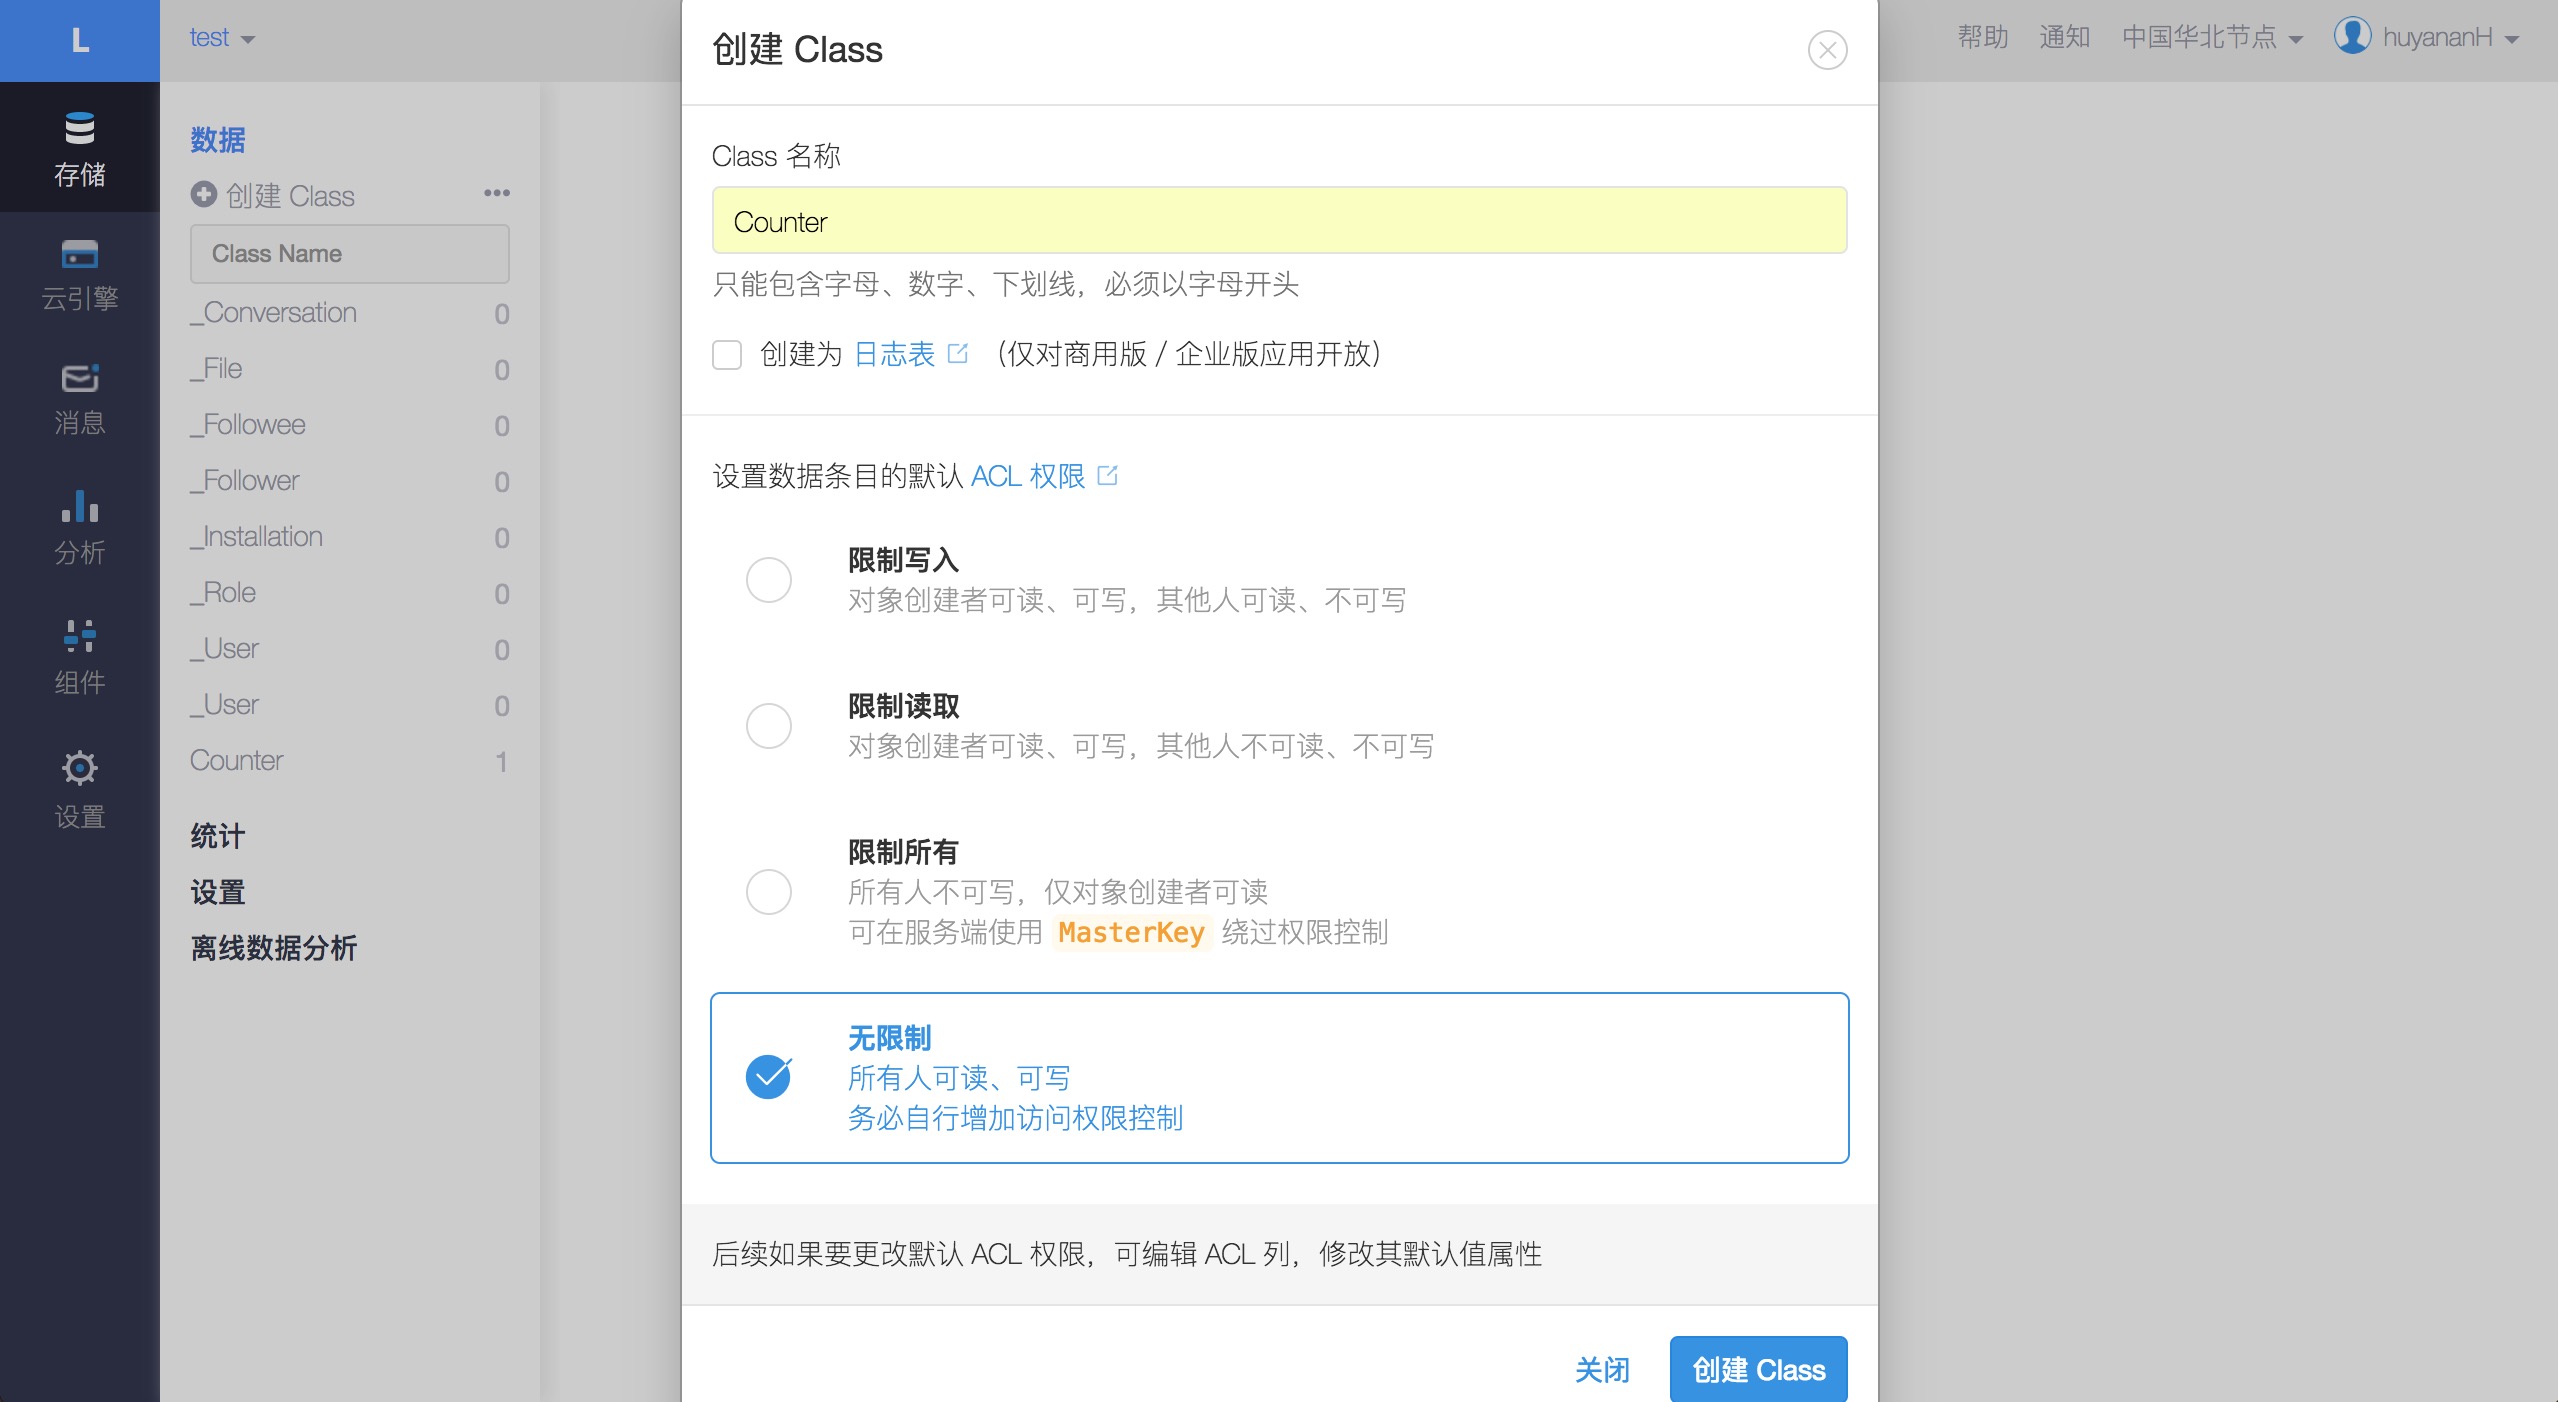 L
test
帮助 通知 中国华北节点 huyananH
存储
云引擎
消息
分析
组件
设置
数据
创建 Class
Class Name
_Conversation 0
_File 0
_Followee 0
_Follower 0
_Installation 0
_Role 0
_User 0
_User 0
Counter 1
统计
设置
离线数据分析
创建 Class
Class 名称
Counter
只能包含字母、数字、下划线，必须以字母开头
创建为 日志表 （仅对商用版 / 企业版应用开放）
设置数据条目的默认 ACL 权限
限制写入
对象创建者可读、可写，其他人可读、不可写
限制读取
对象创建者可读、可写，其他人不可读、不可写
限制所有
所有人不可写，仅对象创建者可读
可在服务端使用 MasterKey 绕过权限控制
无限制
所有人可读、可写
务必自行增加访问权限控制
后续如果要更改默认 ACL 权限，可编辑 ACL 列，修改其默认值属性
关闭 创建 Class